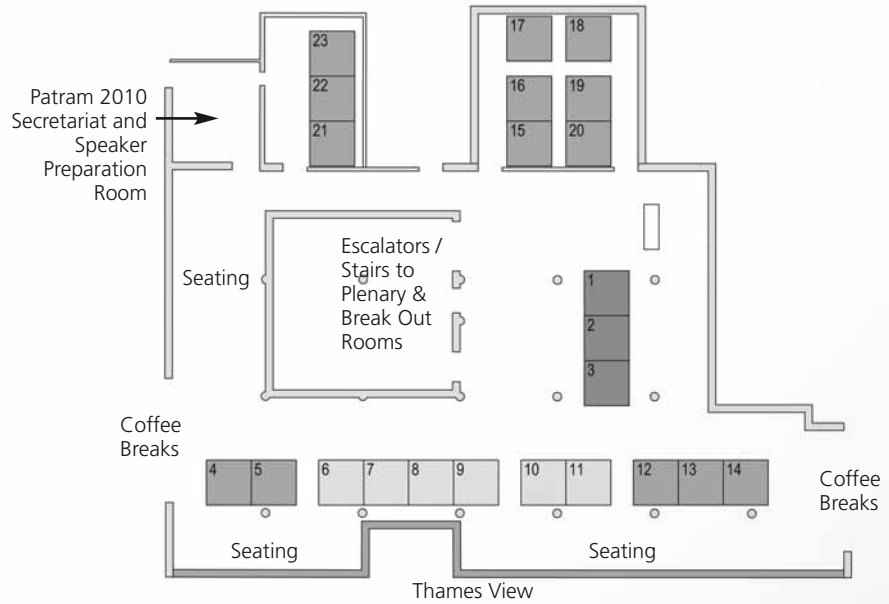 23
22
21
17
18
16
19
15
20
Patram 2010
Secretariat and
Speaker
Preparation
Room
Seating
Escalators /
Stairs to
Plenary &
Break Out
Rooms
1
2
3
Coffee
Breaks
4
5
6
7
8
9
10
11
12
13
14
Coffee
Breaks
Seating
Seating
Thames View